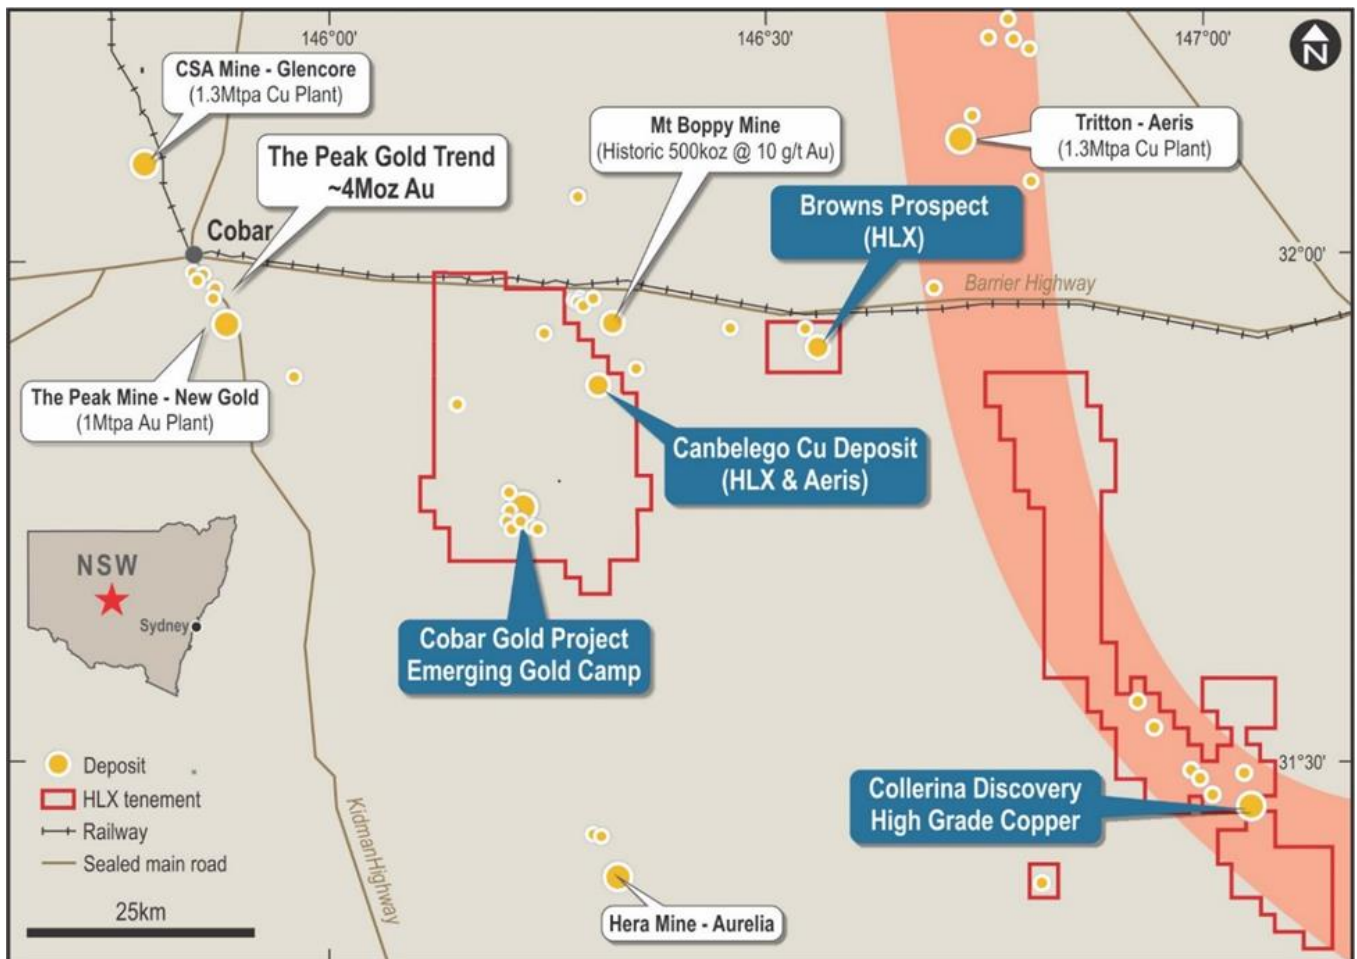 146°00'
146°30'
147°00'
N
CSA Mine - Glencore
(1.3Mtpa Cu Plant)
The Peak Gold Trend
~4Moz Au
Mt Boppy Mine
(Historic 500koz @ 10 g/t Au)
Tritton - Aeris
(1.3Mtpa Cu Plant)
Browns Prospect
(HLX)
Cobar
32°00'
Barrier Highway
The Peak Mine - New Gold
(1Mtpa Au Plant)
Canbelego Cu Deposit
(HLX & Aeris)
NSW
Sydney
Cobar Gold Project
Emerging Gold Camp
31°30'
Collerina Discovery
High Grade Copper
Deposit
HLX tenement
Railway
Sealed main road
25km
KidmanHighway
Hera Mine - Aurelia